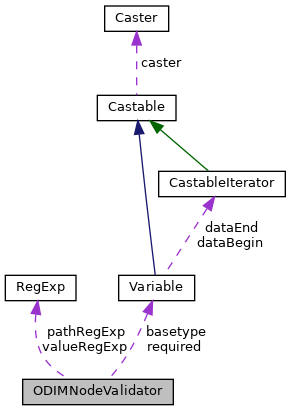 Caster
caster
Castable
CastableIterator
dataEnd
dataBegin
RegExp
Variable
pathRegExp
valueRegExp
basetype
required
ODIMNodeValidator